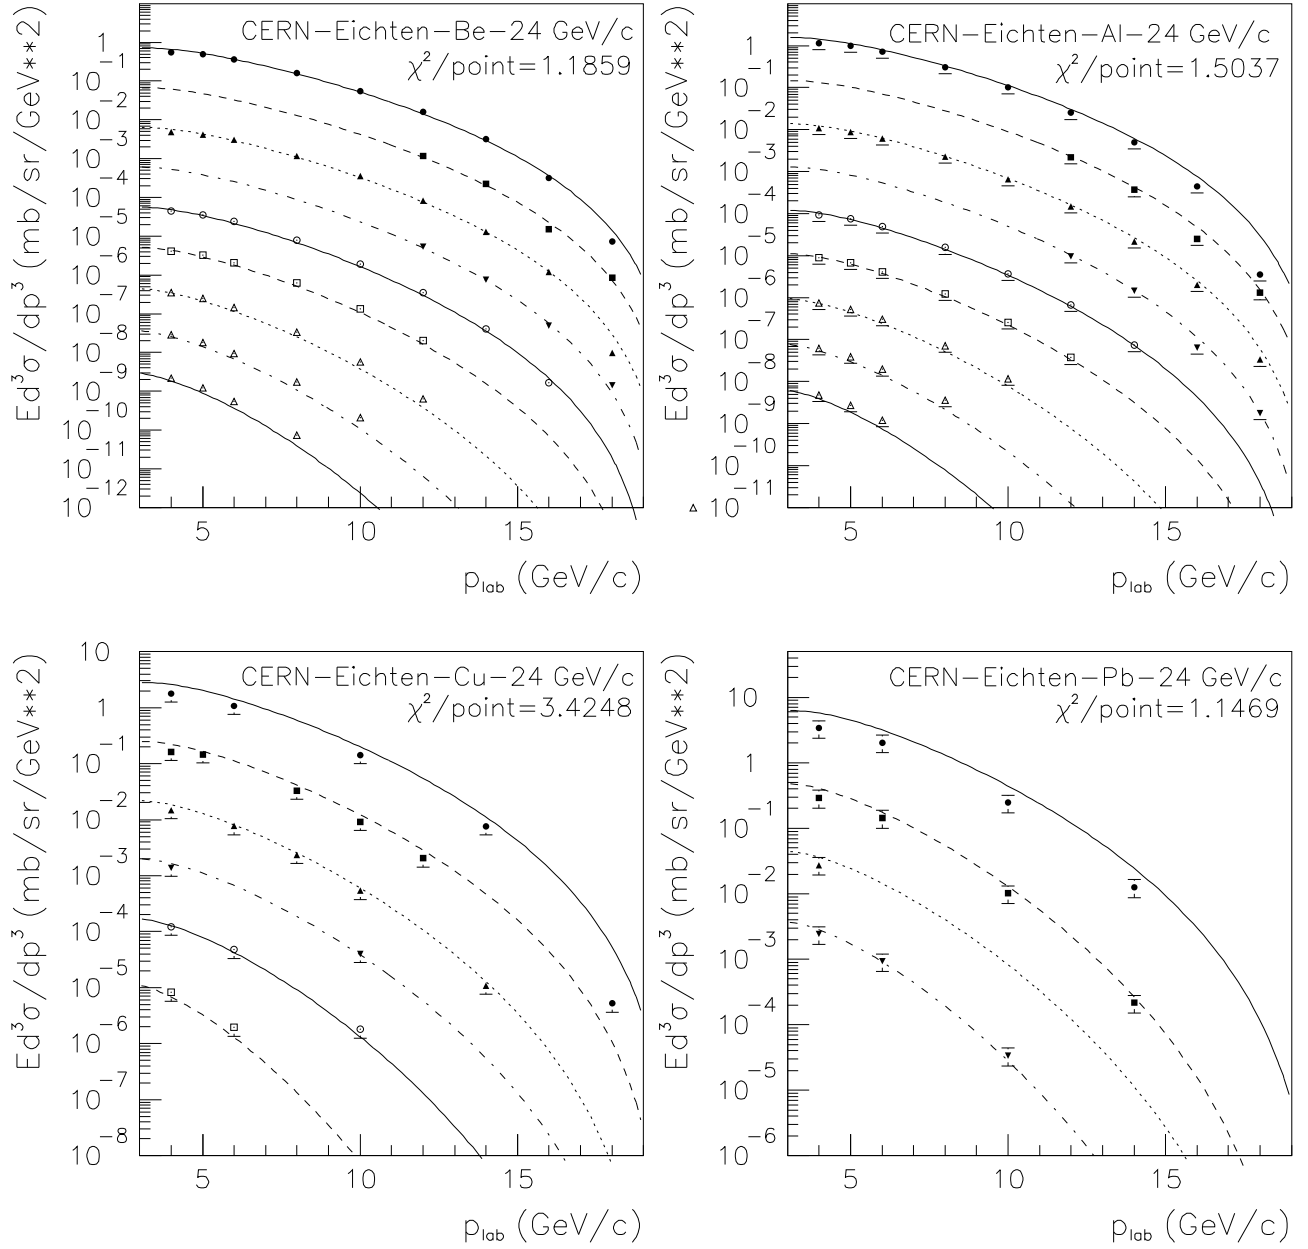 CERN−Eichten−Be−24 GeV/c
χ²/point=1.1859
Ed³σ/dp³ (mb/sr/GeV**2)
1
10⁻¹
10⁻²
10⁻³
10⁻⁴
10⁻⁵
10⁻⁶
10⁻⁷
10⁻⁸
10⁻⁹
10⁻¹⁰
10⁻¹¹
10⁻¹²
5 10 15
p_lab (GeV/c)
CERN−Eichten−Al−24 GeV/c
χ²/point=1.5037
Ed³σ/dp³ (mb/sr/GeV**2)
1
10⁻¹
10⁻²
10⁻³
10⁻⁴
10⁻⁵
10⁻⁶
10⁻⁷
10⁻⁸
10⁻⁹
10⁻¹⁰
10⁻¹¹
5 10 15
p_lab (GeV/c)
CERN−Eichten−Cu−24 GeV/c
χ²/point=3.4248
Ed³σ/dp³ (mb/sr/GeV**2)
10
1
10⁻¹
10⁻²
10⁻³
10⁻⁴
10⁻⁵
10⁻⁶
10⁻⁷
10⁻⁸
5 10 15
p_lab (GeV/c)
CERN−Eichten−Pb−24 GeV/c
χ²/point=1.1469
Ed³σ/dp³ (mb/sr/GeV**2)
10
1
10⁻¹
10⁻²
10⁻³
10⁻⁴
10⁻⁵
10⁻⁶
5 10 15
p_lab (GeV/c)